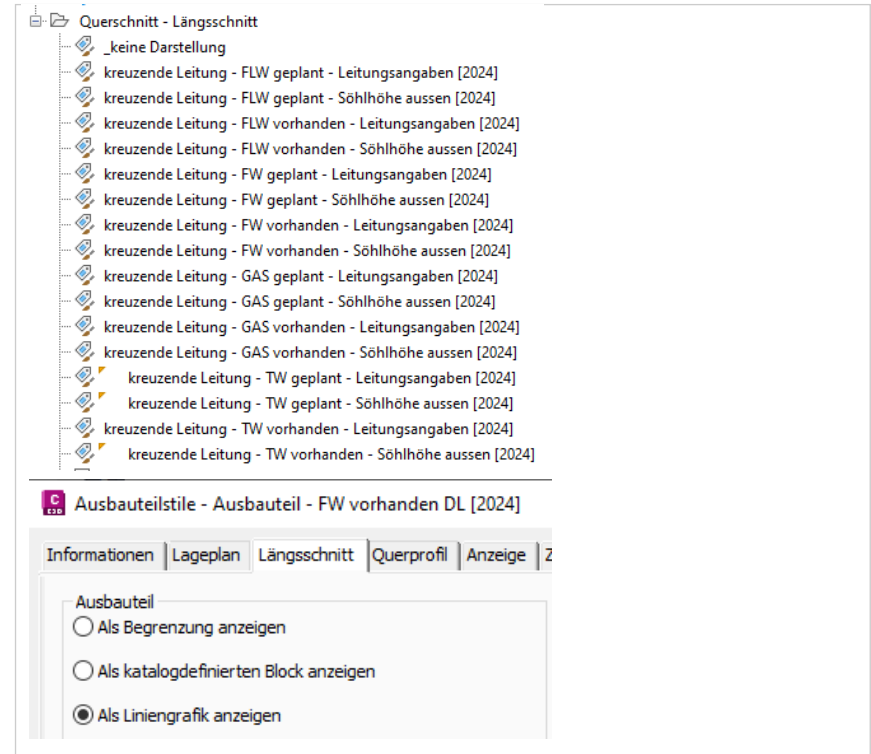 Querschnitt - Längsschnitt
_keine Darstellung
kreuzende Leitung - FLW geplant - Leitungsangaben [2024]
kreuzende Leitung - FLW geplant - Söhlhöhe aussen [2024]
kreuzende Leitung - FLW vorhanden - Leitungsangaben [2024]
kreuzende Leitung - FLW vorhanden - Söhlhöhe aussen [2024]
kreuzende Leitung - FW geplant - Leitungsangaben [2024]
kreuzende Leitung - FW geplant - Söhlhöhe aussen [2024]
kreuzende Leitung - FW vorhanden - Leitungsangaben [2024]
kreuzende Leitung - FW vorhanden - Söhlhöhe aussen [2024]
kreuzende Leitung - GAS geplant - Leitungsangaben [2024]
kreuzende Leitung - GAS geplant - Söhlhöhe aussen [2024]
kreuzende Leitung - GAS vorhanden - Leitungsangaben [2024]
kreuzende Leitung - GAS vorhanden - Söhlhöhe aussen [2024]
kreuzende Leitung - TW geplant - Leitungsangaben [2024]
kreuzende Leitung - TW geplant - Söhlhöhe aussen [2024]
kreuzende Leitung - TW vorhanden - Leitungsangaben [2024]
kreuzende Leitung - TW vorhanden - Söhlhöhe aussen [2024]
C C3D Ausbauteilstile - Ausbauteil - FW vorhanden DL [2024]
Informationen Lageplan Längsschnitt Querprofil Anzeige Z
Ausbauteil
Als Begrenzung anzeigen
Als katalogdefinierten Block anzeigen
Als Liniengrafik anzeigen